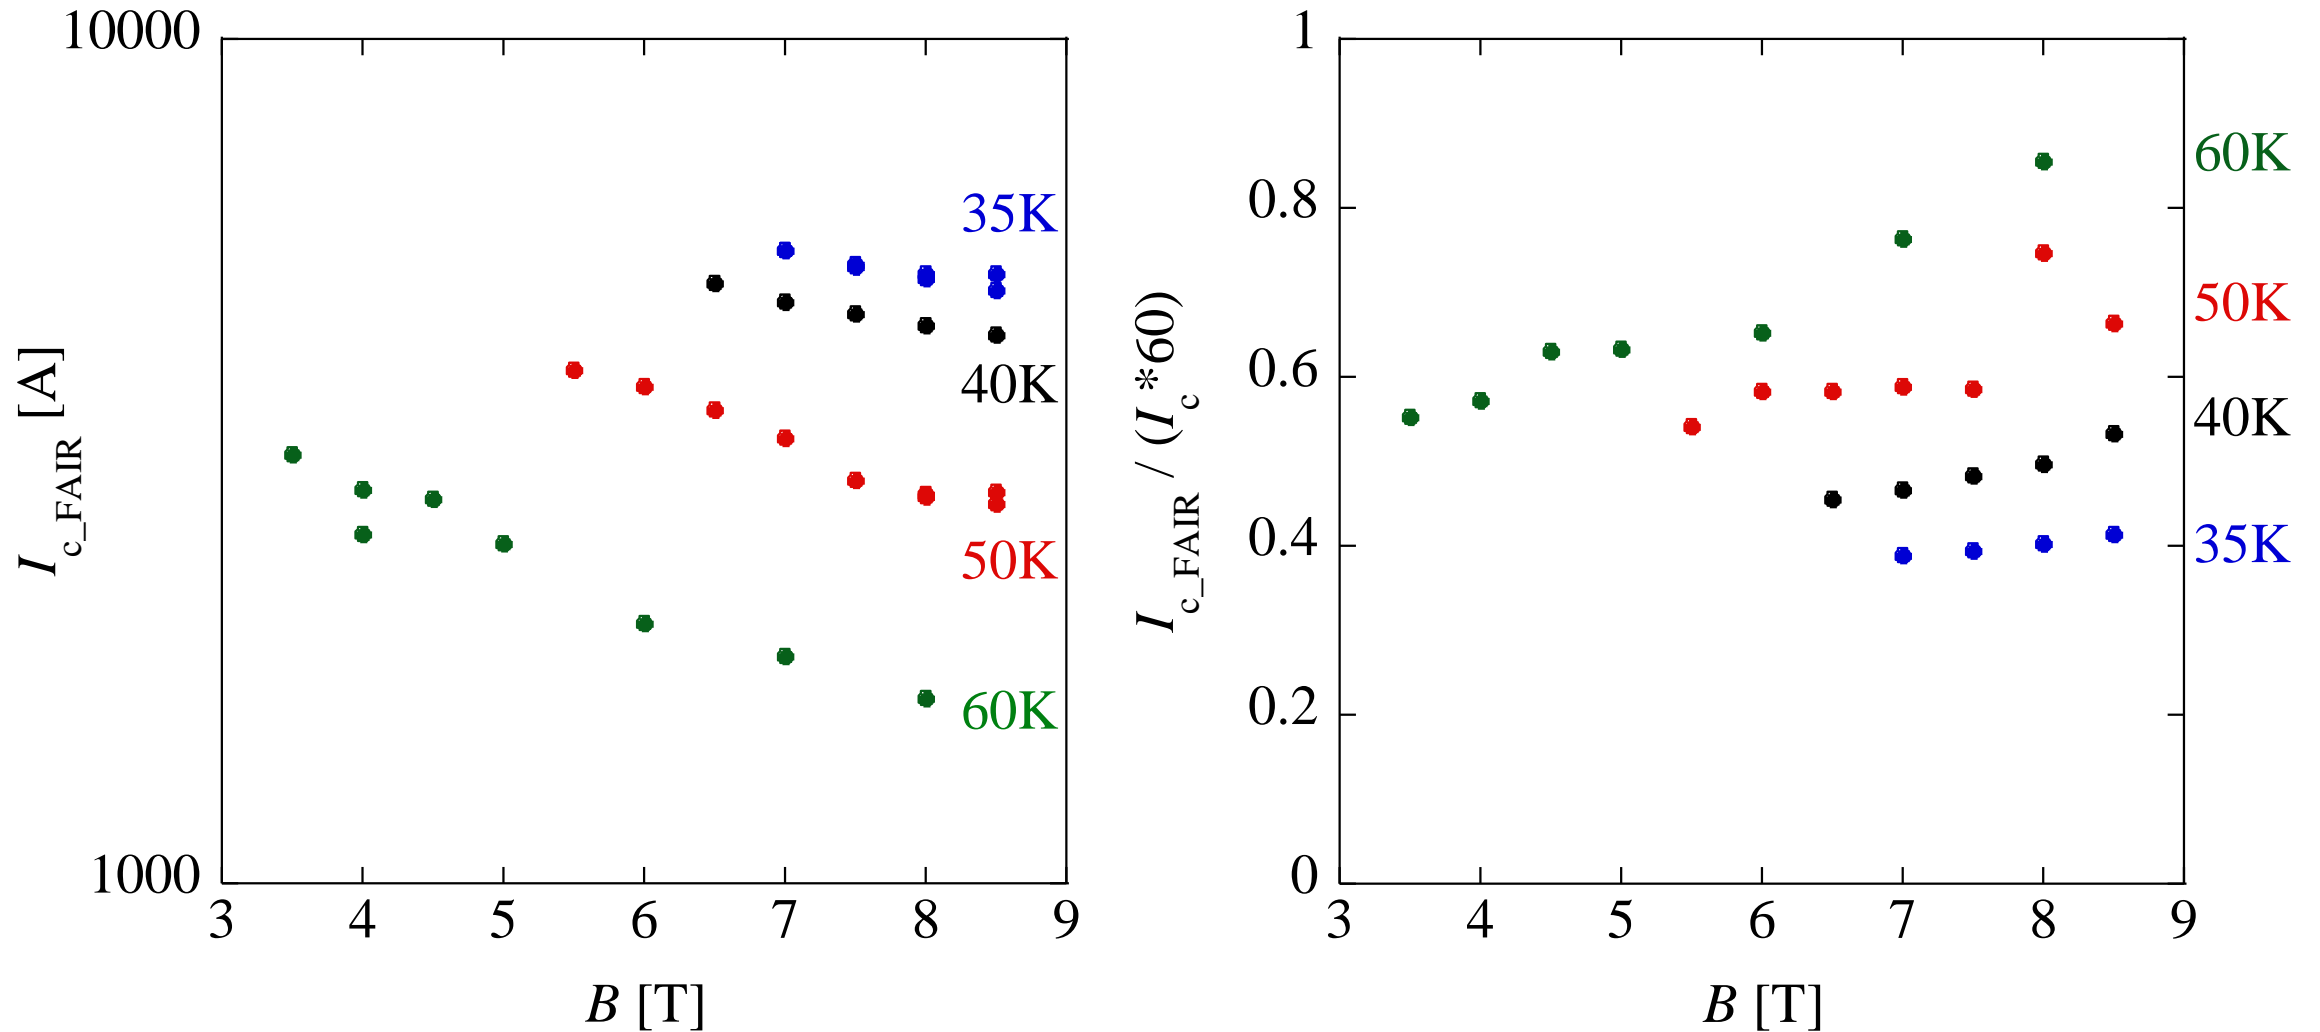 10000
1000
I c_FAIR [A]
35K
40K
50K
60K
3 4 5 6 7 8 9
B [T]
1
0.8
0.6
0.4
0.2
0
I c_FAIR / (I c *60)
60K
50K
40K
35K
3 4 5 6 7 8 9
B [T]